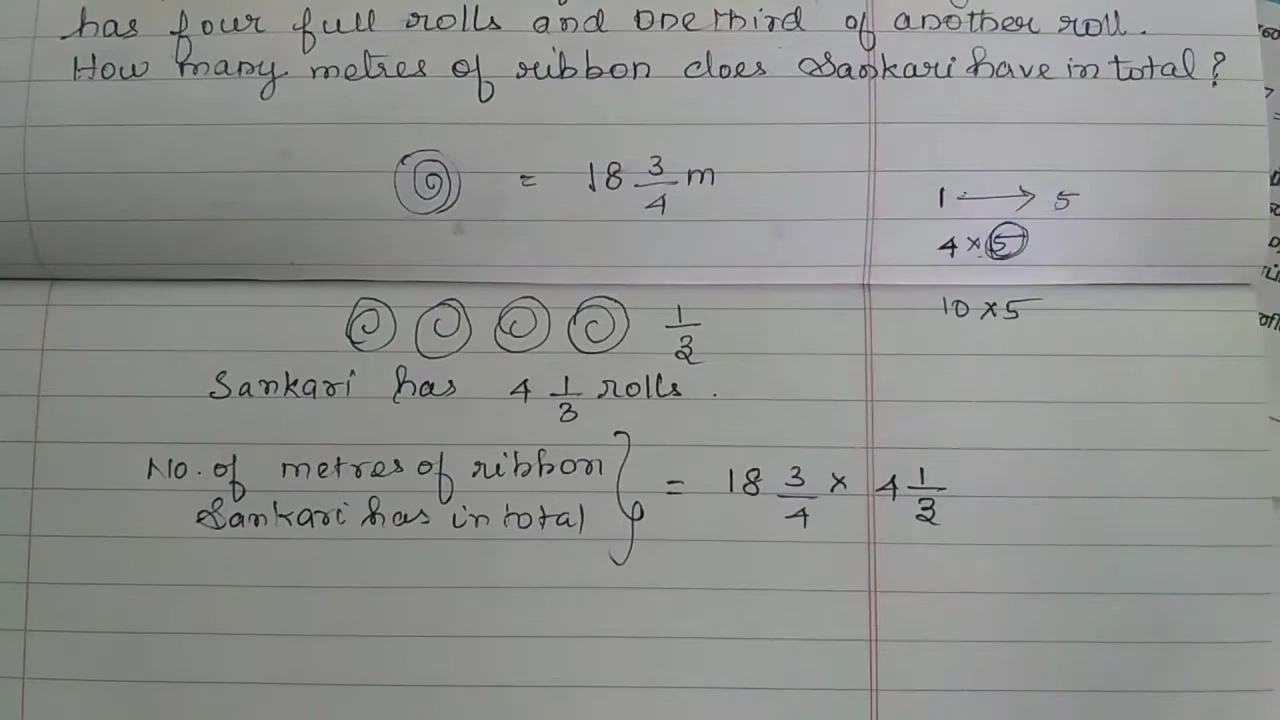 has four full rolls and one third of another roll.
How many metres of ribbon does Sankari have in total?
= 18 3/4 m
1 → 5
4 × 5
10 × 5
1/3
Sankari has 4 1/3 rolls.
No. of metres of ribbon
Sankari has in total } = 18 3/4 × 4 1/3